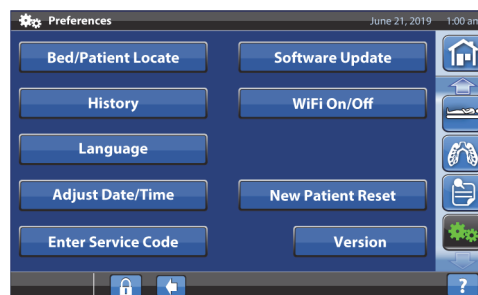 Preferences June 21, 2019 1:00 am
Bed/Patient Locate Software Update
History WiFi On/Off
Language
Adjust Date/Time New Patient Reset
Enter Service Code Version
?